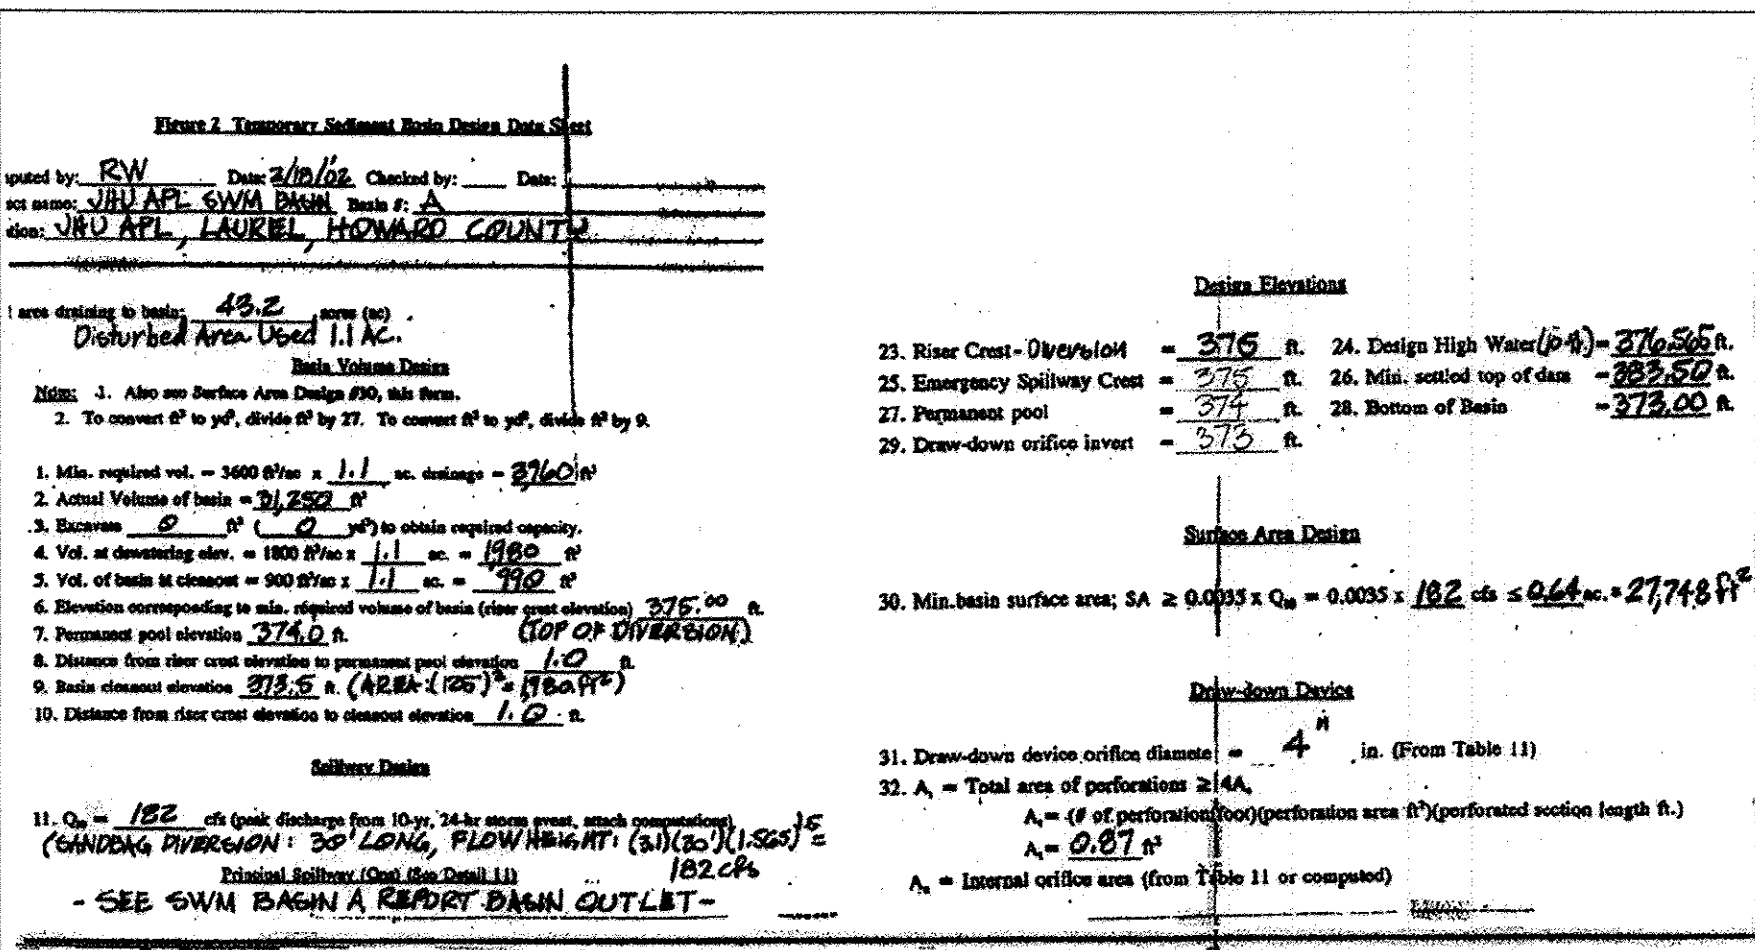 Figure 2 Temporary Sediment Basin Design Data Sheet
puted by: RW Date: 2/18/02 Checked by: ____ Date:
ect name: JHU APL SWM BASIN Basin #: A
tion: JHU APL, LAUREL, HOWARD COUNTY
l area draining to basin: 43.2 acres (ac)
Disturbed Area Used 1.1 AC.
Basin Volume Design
Note: 1. Also see Surface Area Design #30, this form.
2. To convert ft³ to yd³, divide ft³ by 27. To convert ft² to yd², divide ft² by 9.
1. Min. required vol. = 3600 ft³/ac x 1.1 ac. drainage = 3960 ft³
2. Actual Volume of basin = 31,250 ft³
3. Excavate 0 ft³ ( 0 yd³) to obtain required capacity.
4. Vol. at dewatering elev. = 1800 ft³/ac x 1.1 ac. = 1980 ft³
5. Vol. of basin at cleanout = 900 ft³/ac x 1.1 ac. = 990 ft³
6. Elevation corresponding to min. required volume of basin (riser crest elevation) 375.00 ft.
(TOP OF DIVERSION)
7. Permanent pool elevation 374.0 ft.
8. Distance from riser crest elevation to permanent pool elevation 1.0 ft.
9. Basin cleanout elevation 373.5 ft. (AREA:(125)² = 1980 ft²)
10. Distance from riser crest elevation to cleanout elevation 1.0 ft.
Spillway Design
11. Q₁₀ = 182 cfs (peak discharge from 10-yr, 24-hr storm event, attach computations)
(SANDBAG DIVERSION: 30' LONG, FLOW HEIGHT: (3.1)(30')(1.565)^1.5 =
182 cfs
Principal Spillway (Qps) (See Detail 11)
- SEE SWM BASIN A REPORT BASIN OUTLET -
Design Elevations
23. Riser Crest - Diversion = 375 ft. 24. Design High Water (10-yr.) = 376.565 ft.
25. Emergency Spillway Crest = 375 ft. 26. Min. settled top of dam = 383.50 ft.
27. Permanent pool = 374 ft. 28. Bottom of Basin = 373.00 ft.
29. Draw-down orifice invert = 373 ft.
Surface Area Design
30. Min.basin surface area; SA ≥ 0.0035 x Q₁₀ = 0.0035 x 182 cfs ≤ 0.64 ac. = 27,748 ft²
Draw-down Device
31. Draw-down device orifice diamete = 4" in. (From Table 11)
32. Aₜ = Total area of perforations ≥ 4Aₒ
Aₜ = (# of perforation/foot)(perforation area ft²)(perforated section length ft.)
Aₜ = 0.87 ft²
Aₒ = Internal orifice area (from Table 11 or computed)